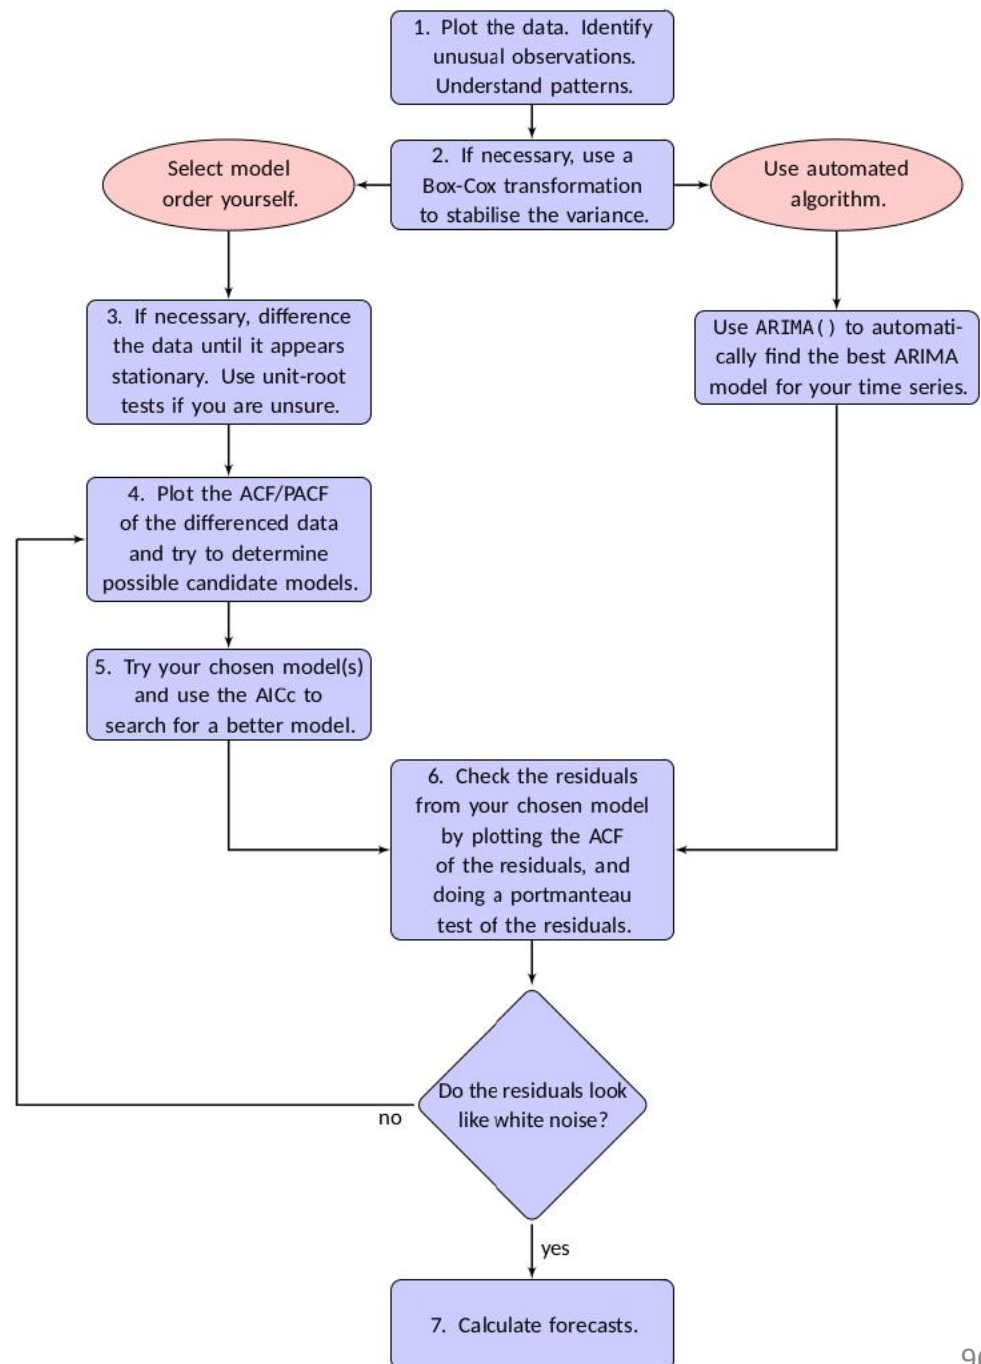 1. Plot the data. Identify
unusual observations.
Understand patterns.
Select model
order yourself.
2. If necessary, use a
Box-Cox transformation
to stabilise the variance.
Use automated
algorithm.
3. If necessary, difference
the data until it appears
stationary. Use unit-root
tests if you are unsure.
Use ARIMA() to automati-
cally find the best ARIMA
model for your time series.
4. Plot the ACF/PACF
of the differenced data
and try to determine
possible candidate models.
5. Try your chosen model(s)
and use the AICc to
search for a better model.
6. Check the residuals
from your chosen model
by plotting the ACF
of the residuals, and
doing a portmanteau
test of the residuals.
Do the residuals look
like white noise?
no
yes
7. Calculate forecasts.